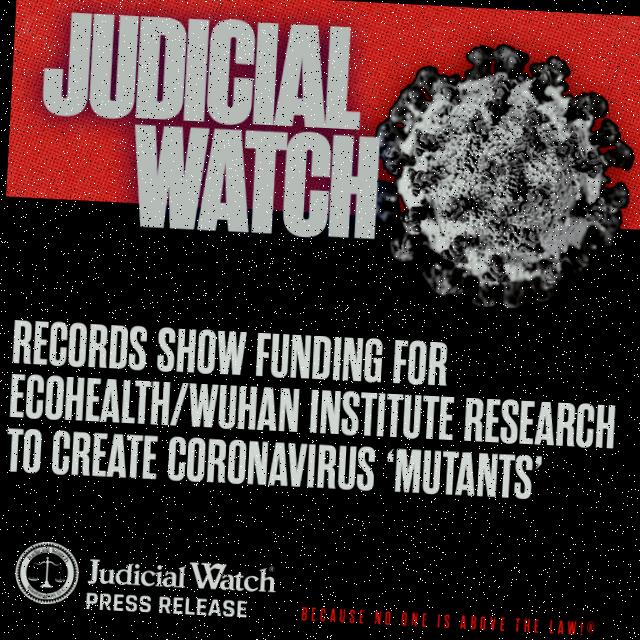 JUDICIAL
WATCH
RECORDS SHOW FUNDING FOR
ECOHEALTH/WUHAN INSTITUTE RESEARCH
TO CREATE CORONAVIRUS ‘MUTANTS’
Judicial Watch
PRESS RELEASE
BECAUSE NO ONE IS ABOVE THE LAW!®